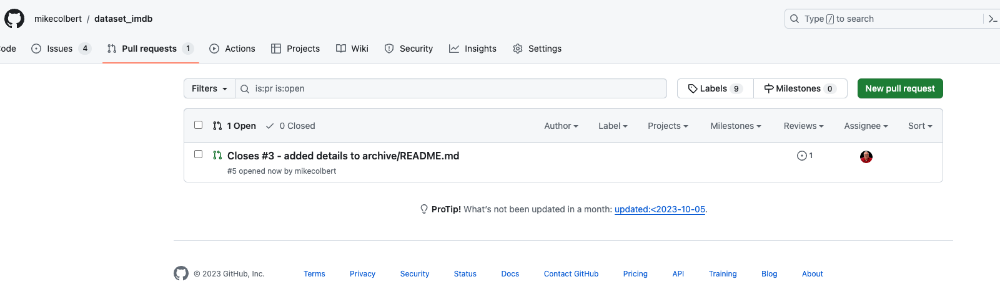 mikecolbert / dataset_imdb
Type / to search
ode Issues 4 Pull requests 1 Actions Projects Wiki Security Insights Settings
Filters is:pr is:open Labels 9 Milestones 0 New pull request
1 Open 0 Closed Author Label Projects Milestones Reviews Assignee Sort
Closes #3 - added details to archive/README.md 1
#5 opened now by mikecolbert
ProTip! What's not been updated in a month: updated:<2023-10-05.
© 2023 GitHub, Inc. Terms Privacy Security Status Docs Contact GitHub Pricing API Training Blog About